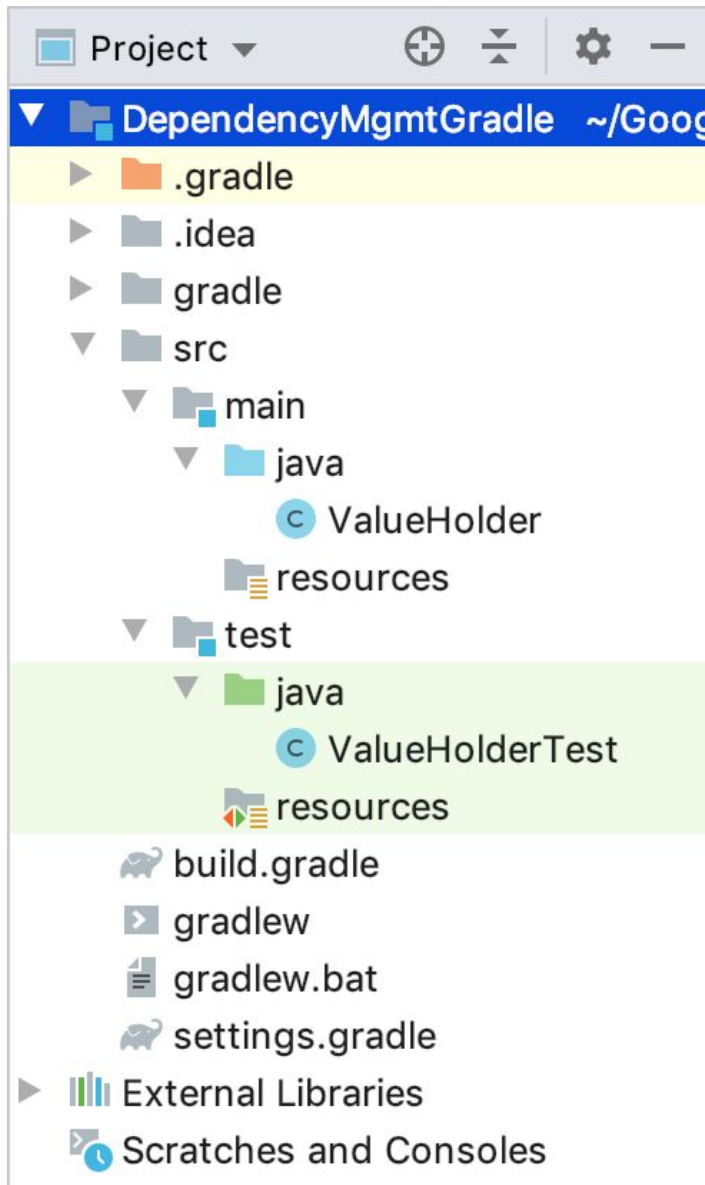 Project
DependencyMgmtGradle ~/Goog
.gradle
.idea
gradle
src
main
java
C ValueHolder
resources
test
java
C ValueHolderTest
resources
build.gradle
gradlew
gradlew.bat
settings.gradle
External Libraries
Scratches and Consoles